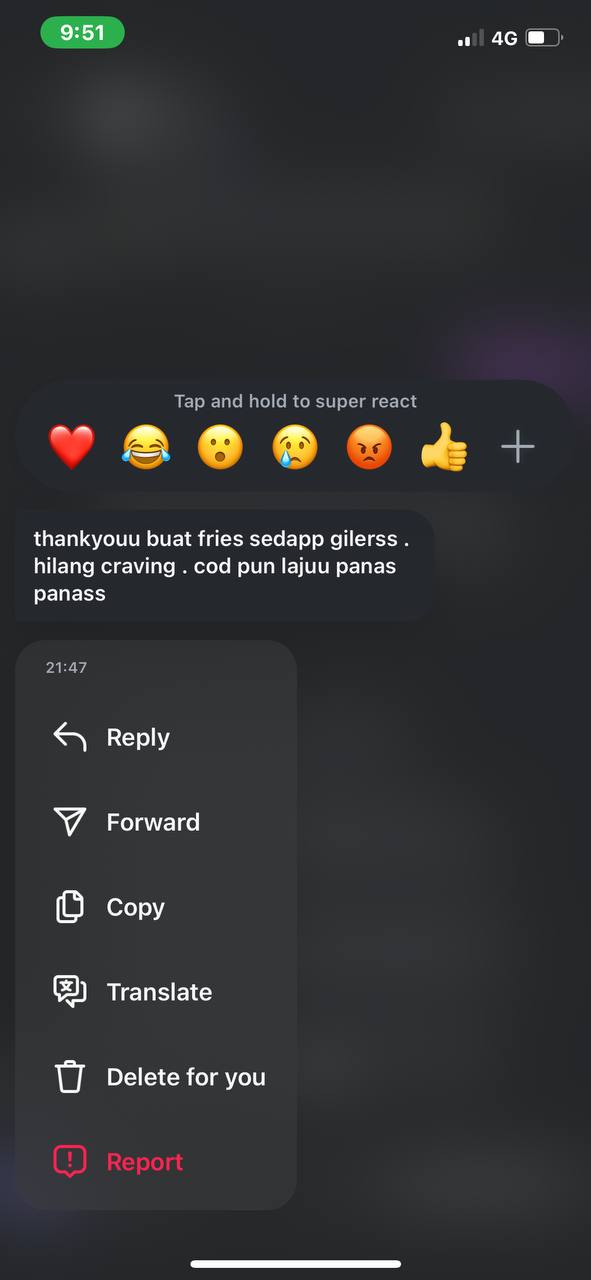 9:51
4G
Tap and hold to super react
thankyouu buat fries sedapp gilerss .
hilang craving . cod pun lajuu panas
panass
21:47
Reply
Forward
Copy
Translate
Delete for you
Report